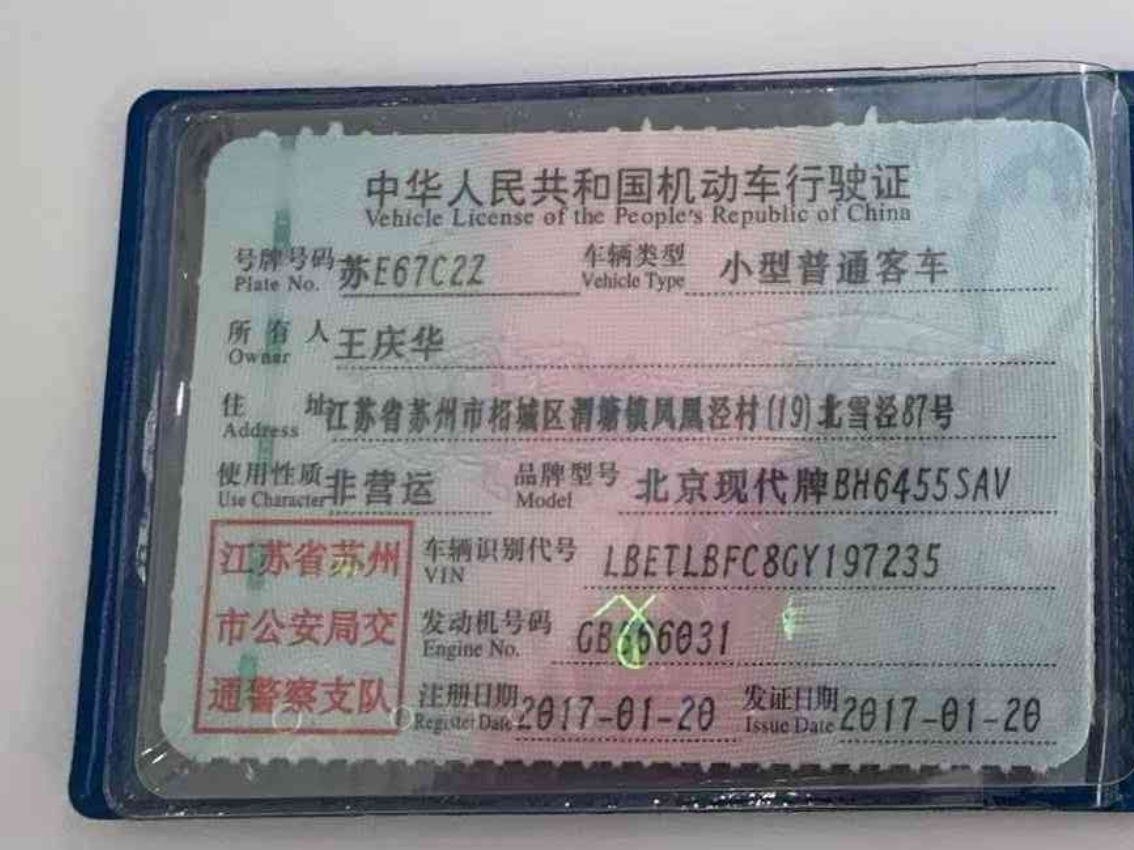 中华人民共和国机动车行驶证
Vehicle License of the People's Republic of China
号牌号码 苏E67C2Z 车辆类型 小型普通客车
Plate No. Vehicle Type
所有人 王庆华
Owner
住址 江苏省苏州市相城区渭塘镇凤凰泾村(19)北雪泾87号
Address
使用性质 非营运 品牌型号 北京现代牌BH6455SAV
Use Character Model
江苏省苏州 车辆识别代号 LBETLBFC8GY197235
VIN
市公安局交 发动机号码
Engine No.
通警察支队 注册日期 2017-01-20 发证日期 2017-01-20
Register Date Issue Date